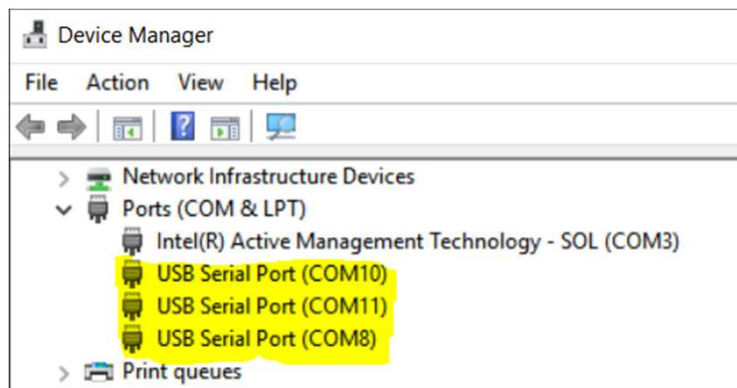 Device Manager
File Action View Help
Network Infrastructure Devices
Ports (COM & LPT)
Intel(R) Active Management Technology - SOL (COM3)
USB Serial Port (COM10)
USB Serial Port (COM11)
USB Serial Port (COM8)
Print queues